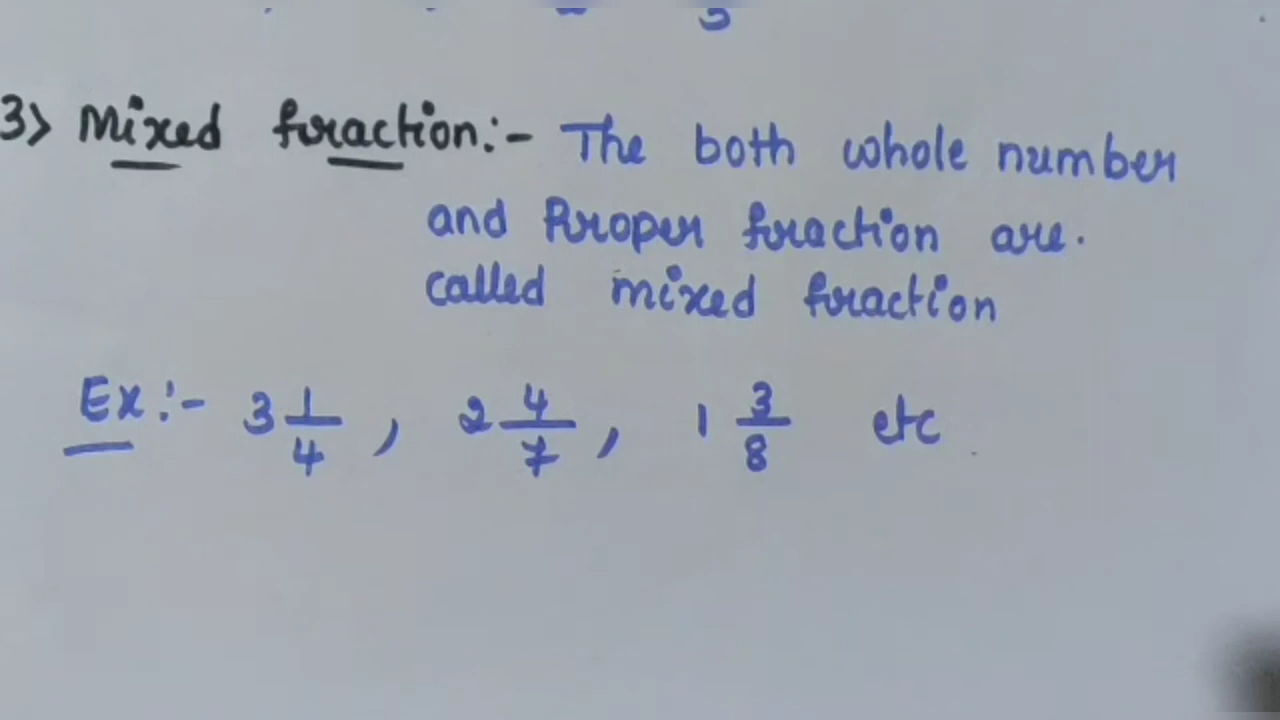 3> Mixed fraction:- The both whole number
and Proper fraction are.
called mixed fraction
Ex:- 3 1/4 , 2 4/7 , 1 3/8 etc